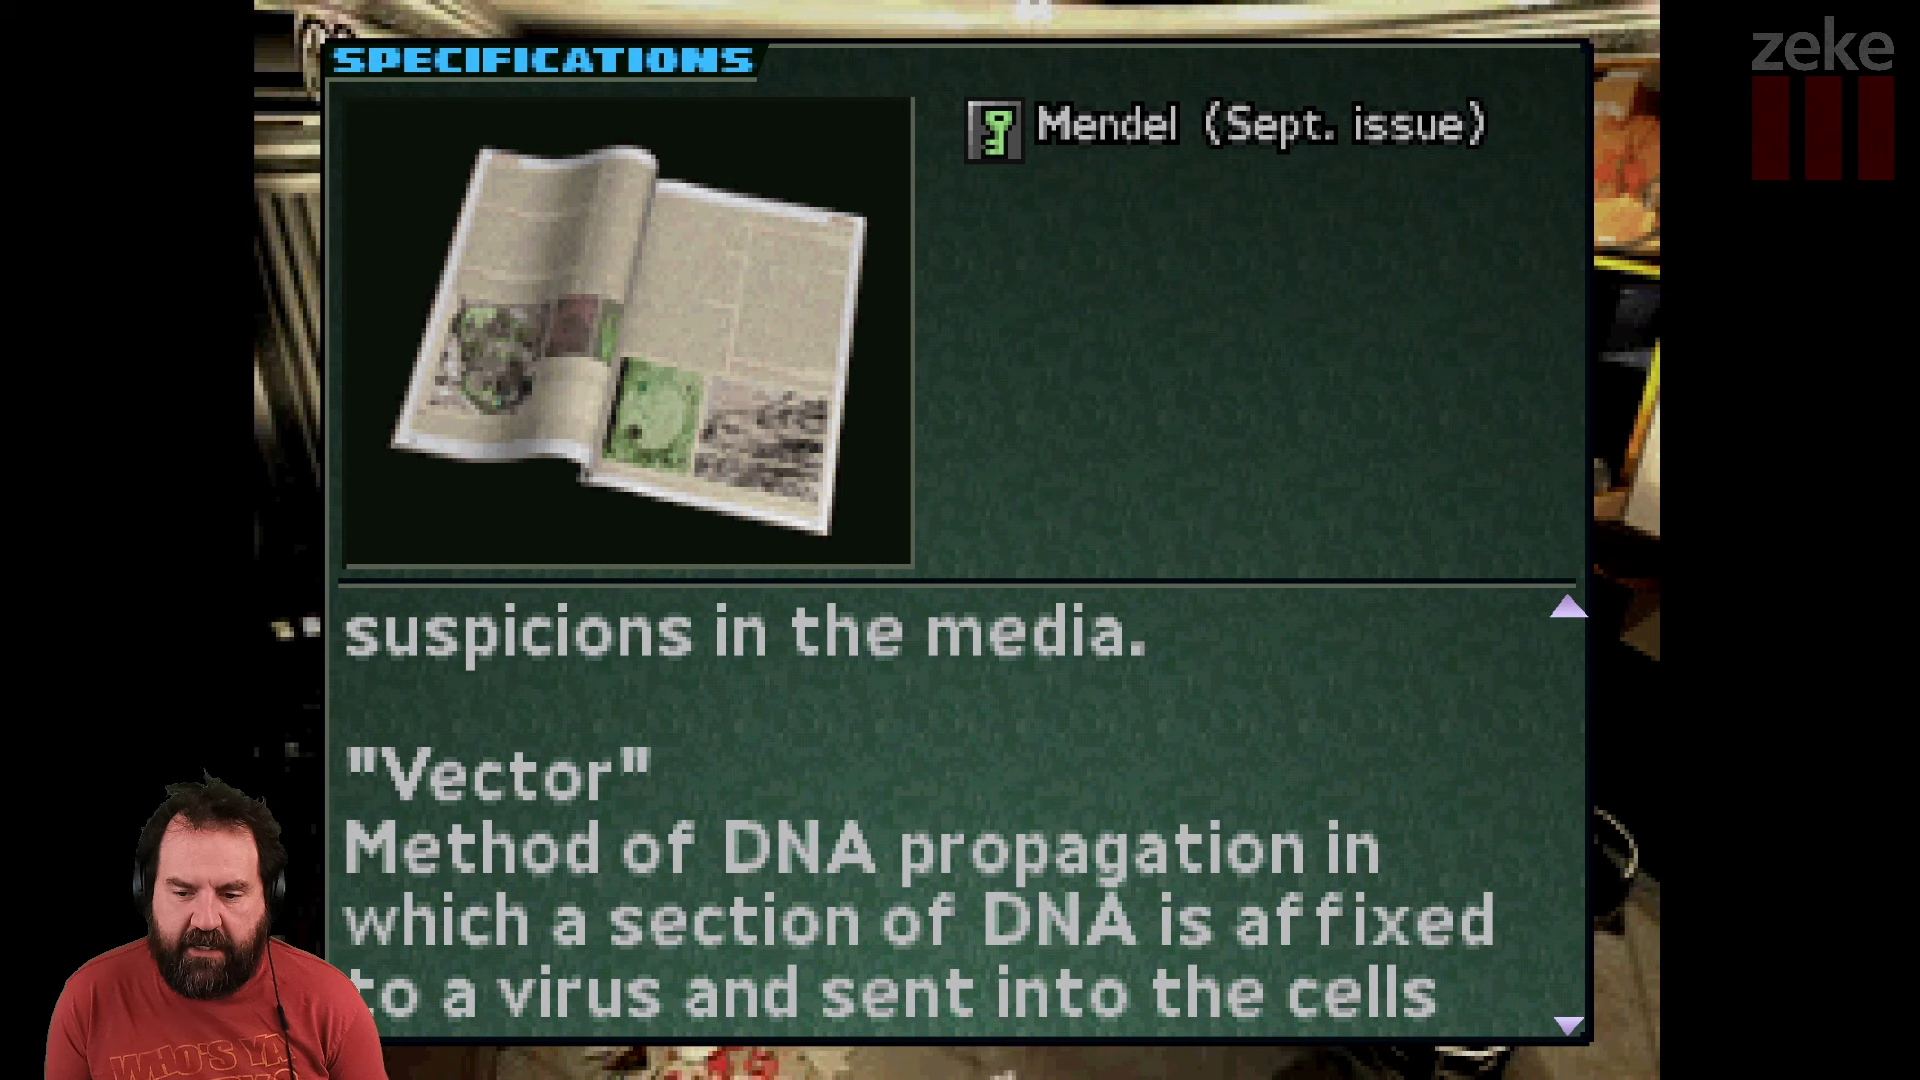 SPECIFICATIONS
zeke
Mendel (Sept. issue)
suspicions in the media.
"Vector"
Method of DNA propagation in
which a section of DNA is affixed
to a virus and sent into the cells
WHO'S